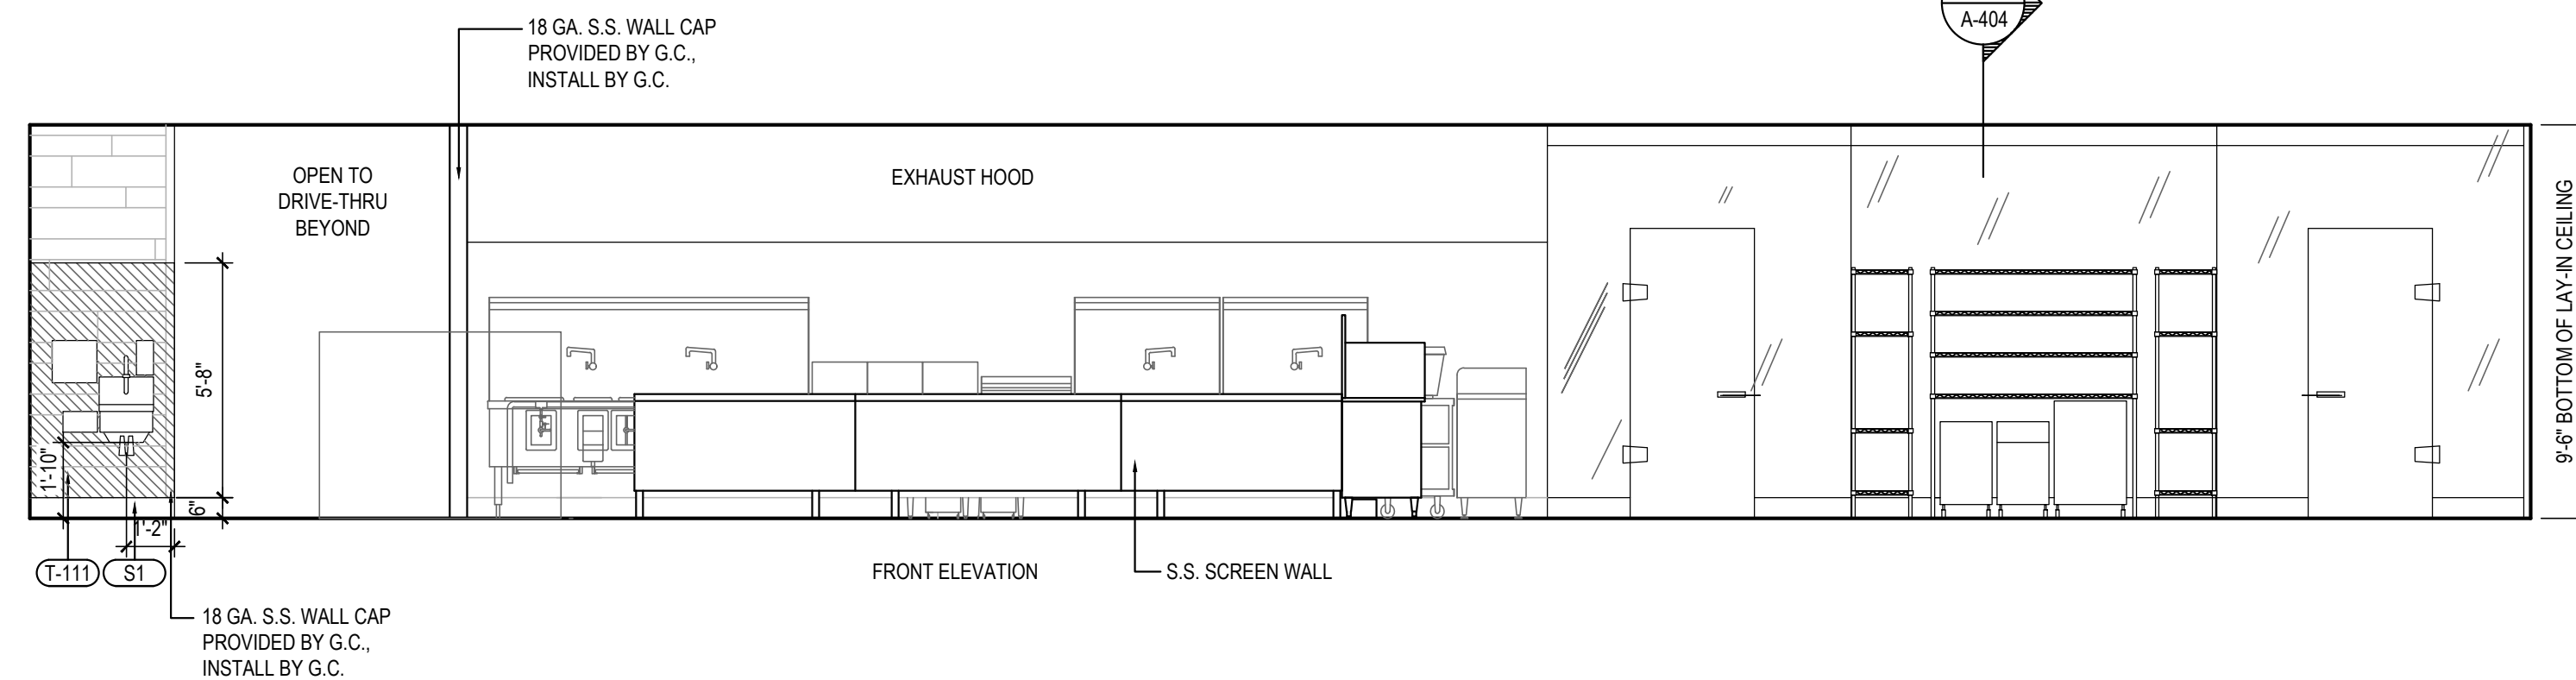 18 GA. S.S. WALL CAP
PROVIDED BY G.C.,
INSTALL BY G.C.
A-404
OPEN TO
DRIVE-THRU
BEYOND
EXHAUST HOOD
9'-6" BOTTOM OF LAY-IN CEILING
5'-8"
1'-10"
6"
1'-2"
T-111
S1
FRONT ELEVATION
S.S. SCREEN WALL
18 GA. S.S. WALL CAP
PROVIDED BY G.C.,
INSTALL BY G.C.